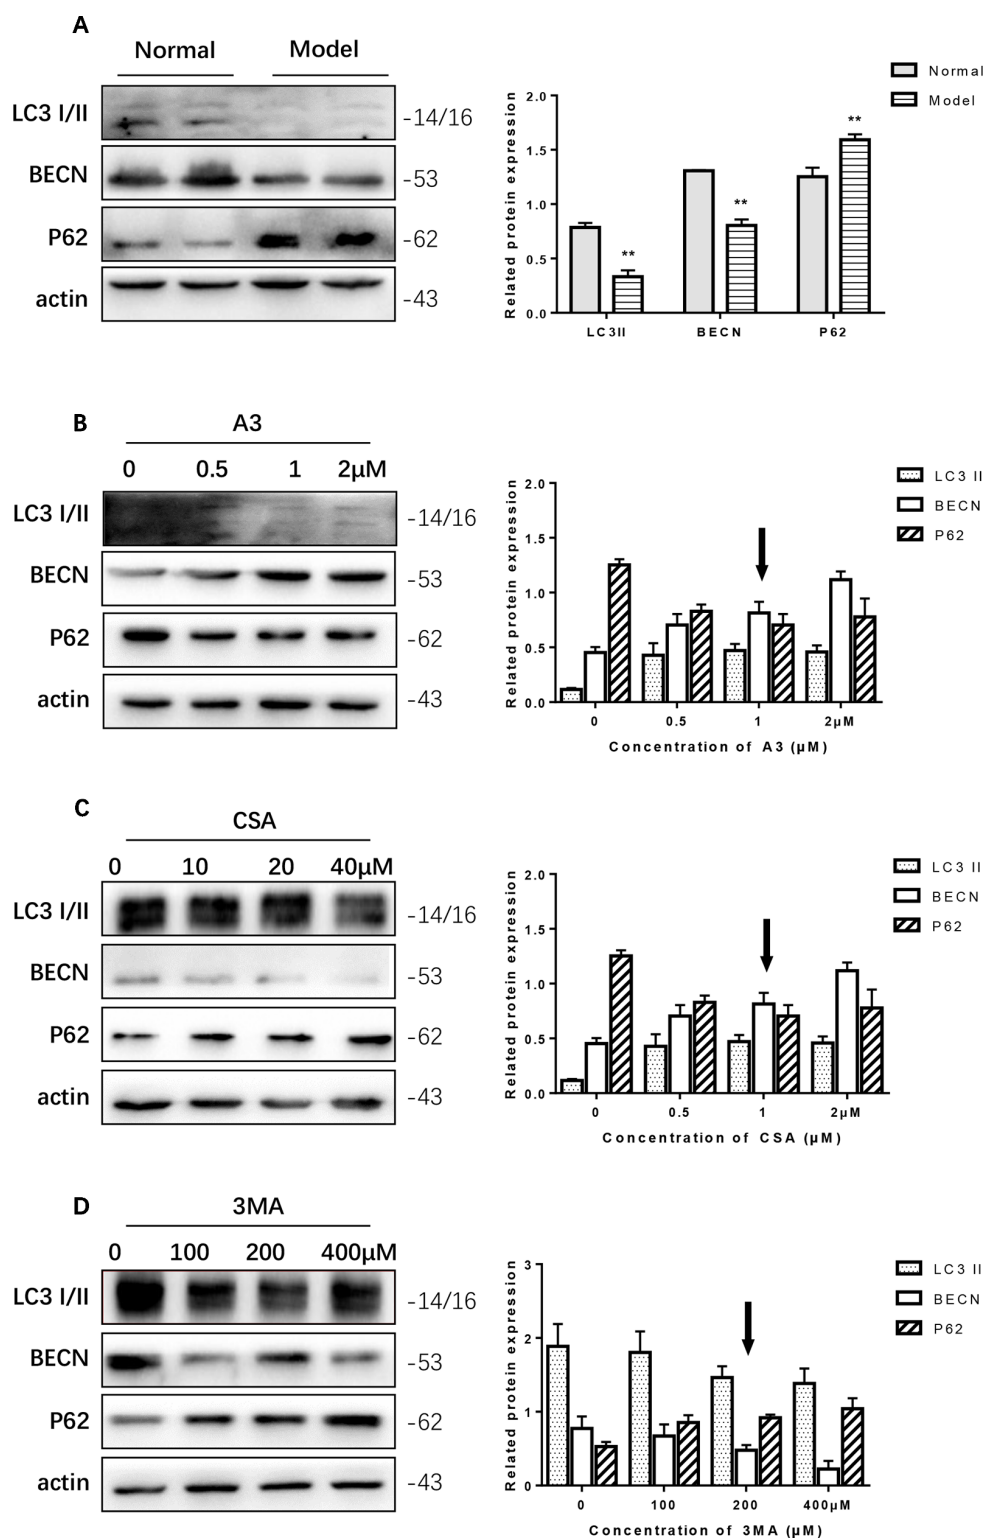 A
Normal Model
LC3 I/II -14/16
BECN -53
P62 -62
actin -43
Related protein expression
2.0
1.5
1.0
0.5
0.0
** ** **
LC3II BECN P62
Normal
Model
B
A3
0 0.5 1 2μM
LC3 I/II -14/16
BECN -53
P62 -62
actin -43
Related protein expression
2.0
1.5
1.0
0.5
0.0
0 0.5 1 2μM
Concentration of A3 (μM)
LC3 II
BECN
P62
C
CSA
0 10 20 40μM
LC3 I/II -14/16
BECN -53
P62 -62
actin -43
Related protein expression
2.0
1.5
1.0
0.5
0.0
0 0.5 1 2μM
Concentration of CSA (μM)
LC3 II
BECN
P62
D
3MA
0 100 200 400μM
LC3 I/II -14/16
BECN -53
P62 -62
actin -43
Related protein expression
3
2
1
0
0 100 200 400μM
Concentration of 3MA (μM)
LC3 II
BECN
P62